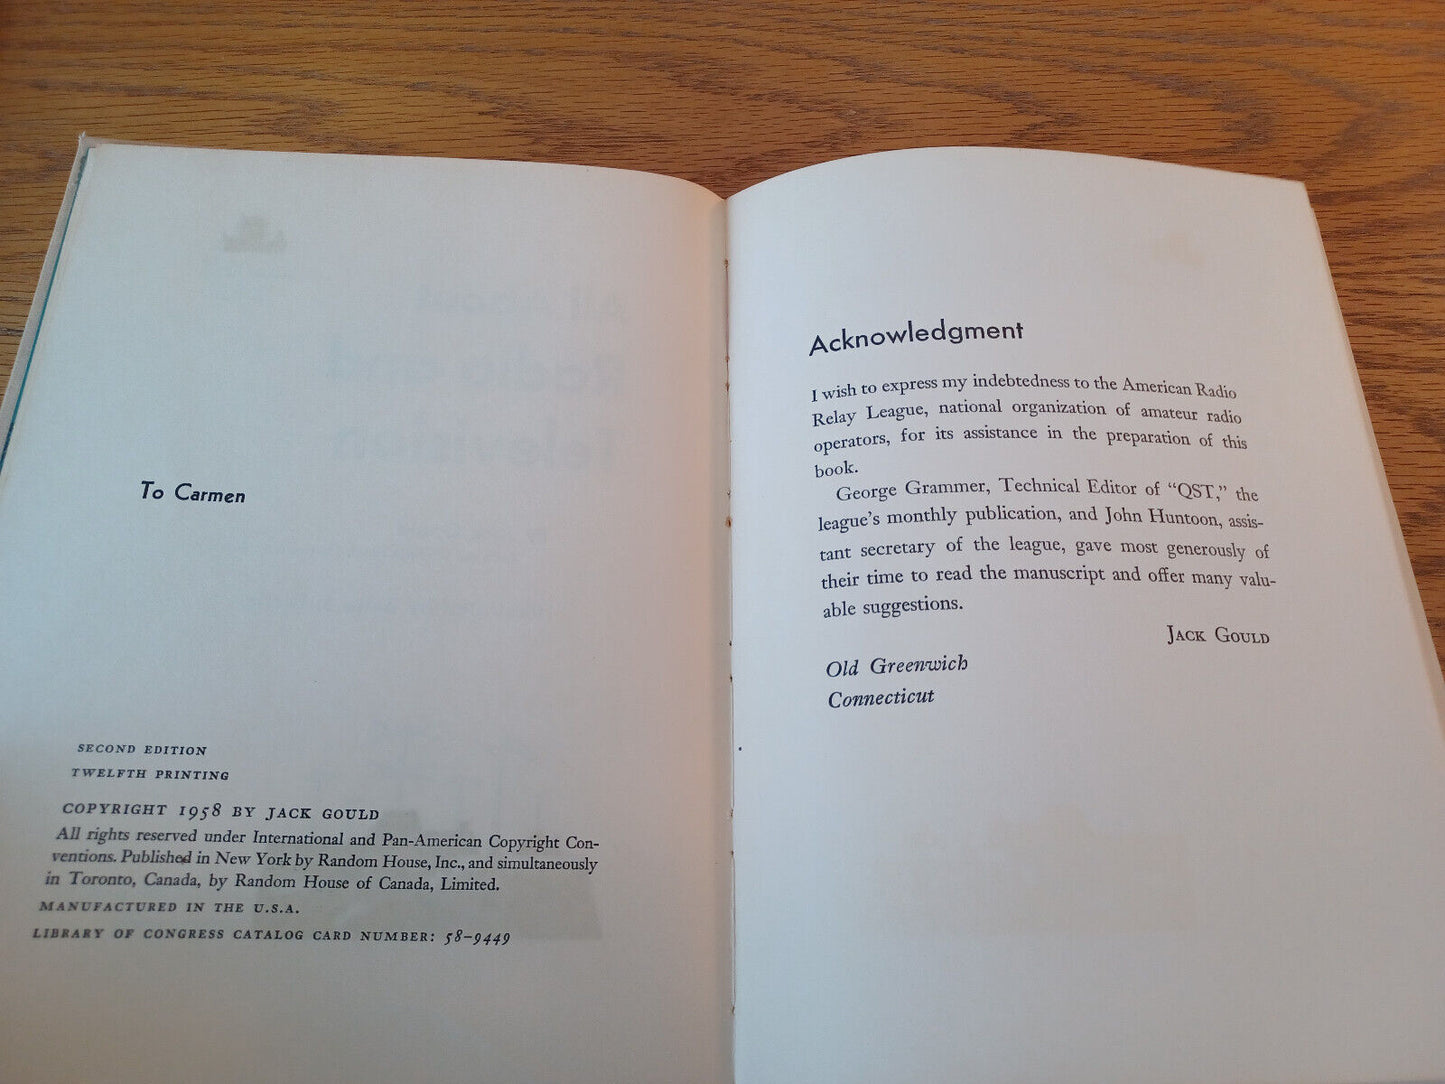 To Carmen
SECOND EDITION
TWELFTH PRINTING
COPYRIGHT 1958 BY JACK GOULD
All rights reserved under International and Pan-American Copyright Con-
ventions. Published in New York by Random House, Inc., and simultaneously
in Toronto, Canada, by Random House of Canada, Limited.
MANUFACTURED IN THE U.S.A.
LIBRARY OF CONGRESS CATALOG CARD NUMBER: 58-9449
Acknowledgment
I wish to express my indebtedness to the American Radio
Relay League, national organization of amateur radio
operators, for its assistance in the preparation of this
book.
George Grammer, Technical Editor of “QST,” the
league’s monthly publication, and John Huntoon, assis-
tant secretary of the league, gave most generously of
their time to read the manuscript and offer many valu-
able suggestions.
JACK GOULD
Old Greenwich
Connecticut